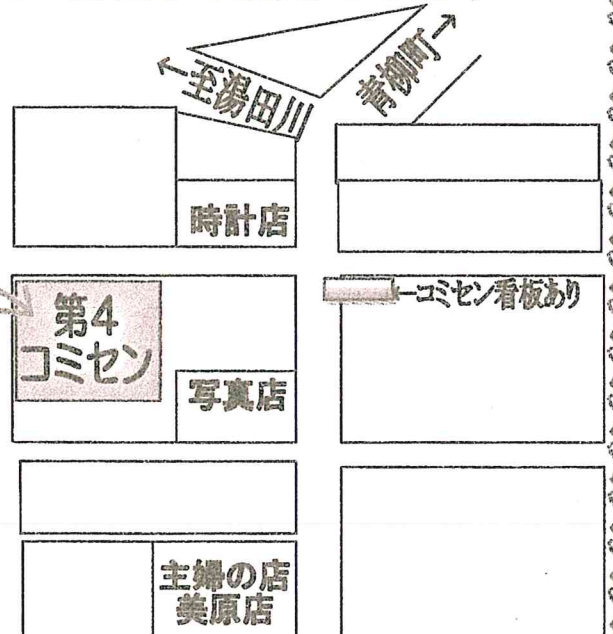 ←至湯田川
青柳町→
時計店
第4
コミセン
←コミセン看板あり
写真店
主婦の店
美原店